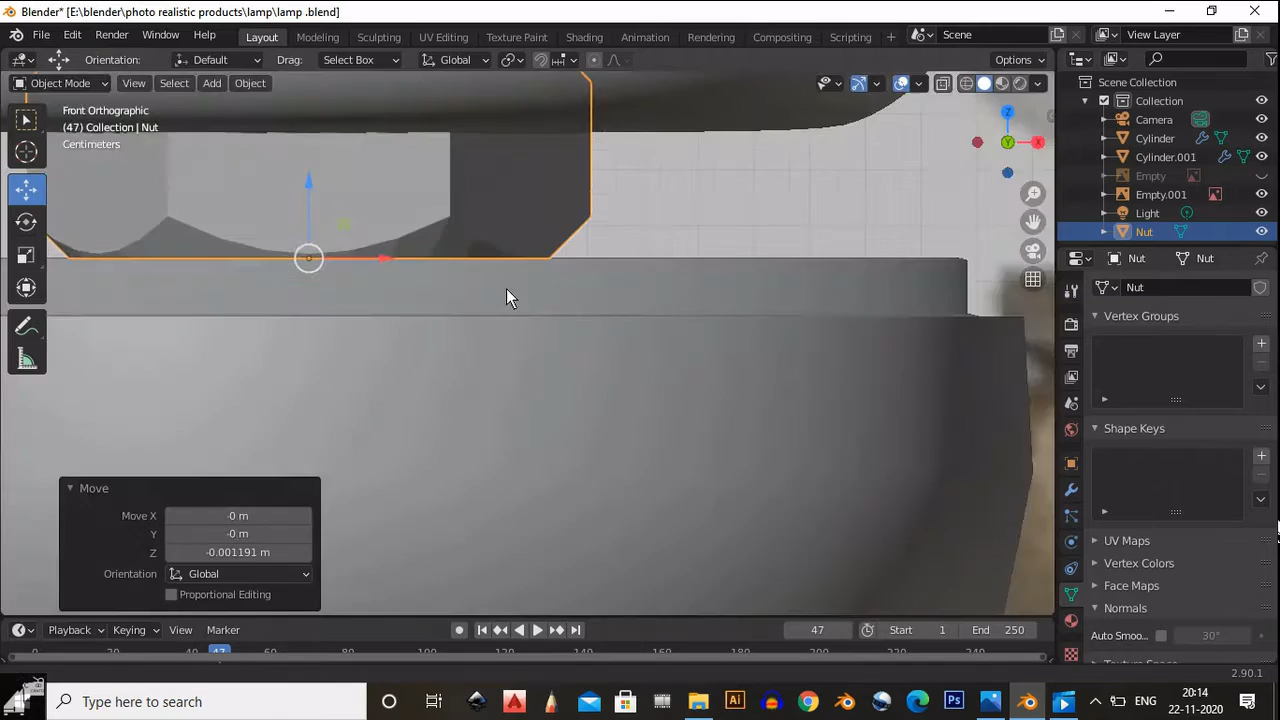 Blender* [E:\blender\photo realistic products\lamp\lamp .blend]
File Edit Render Window Help Layout Modeling Sculpting UV Editing Texture Paint Shading Animation Rendering Compositing Scripting + Scene View Layer
Orientation: Default Drag: Select Box Global Options
Object Mode View Select Add Object
Front Orthographic
(47) Collection | Nut
Centimeters
Z
Y
X
Scene Collection
Collection
Camera
Cylinder
Cylinder.001
Empty
Empty.001
Light
Nut
Nut Nut
Nut
Vertex Groups
Shape Keys
UV Maps
Vertex Colors
Face Maps
Normals
Auto Smoo... 30°
Move
Move X -0 m
Y -0 m
Z -0.001191 m
Orientation Global
Proportional Editing
Playback Keying View Marker 47 Start 1 End 250
2.90.1
Type here to search
ENG
20:14
22-11-2020